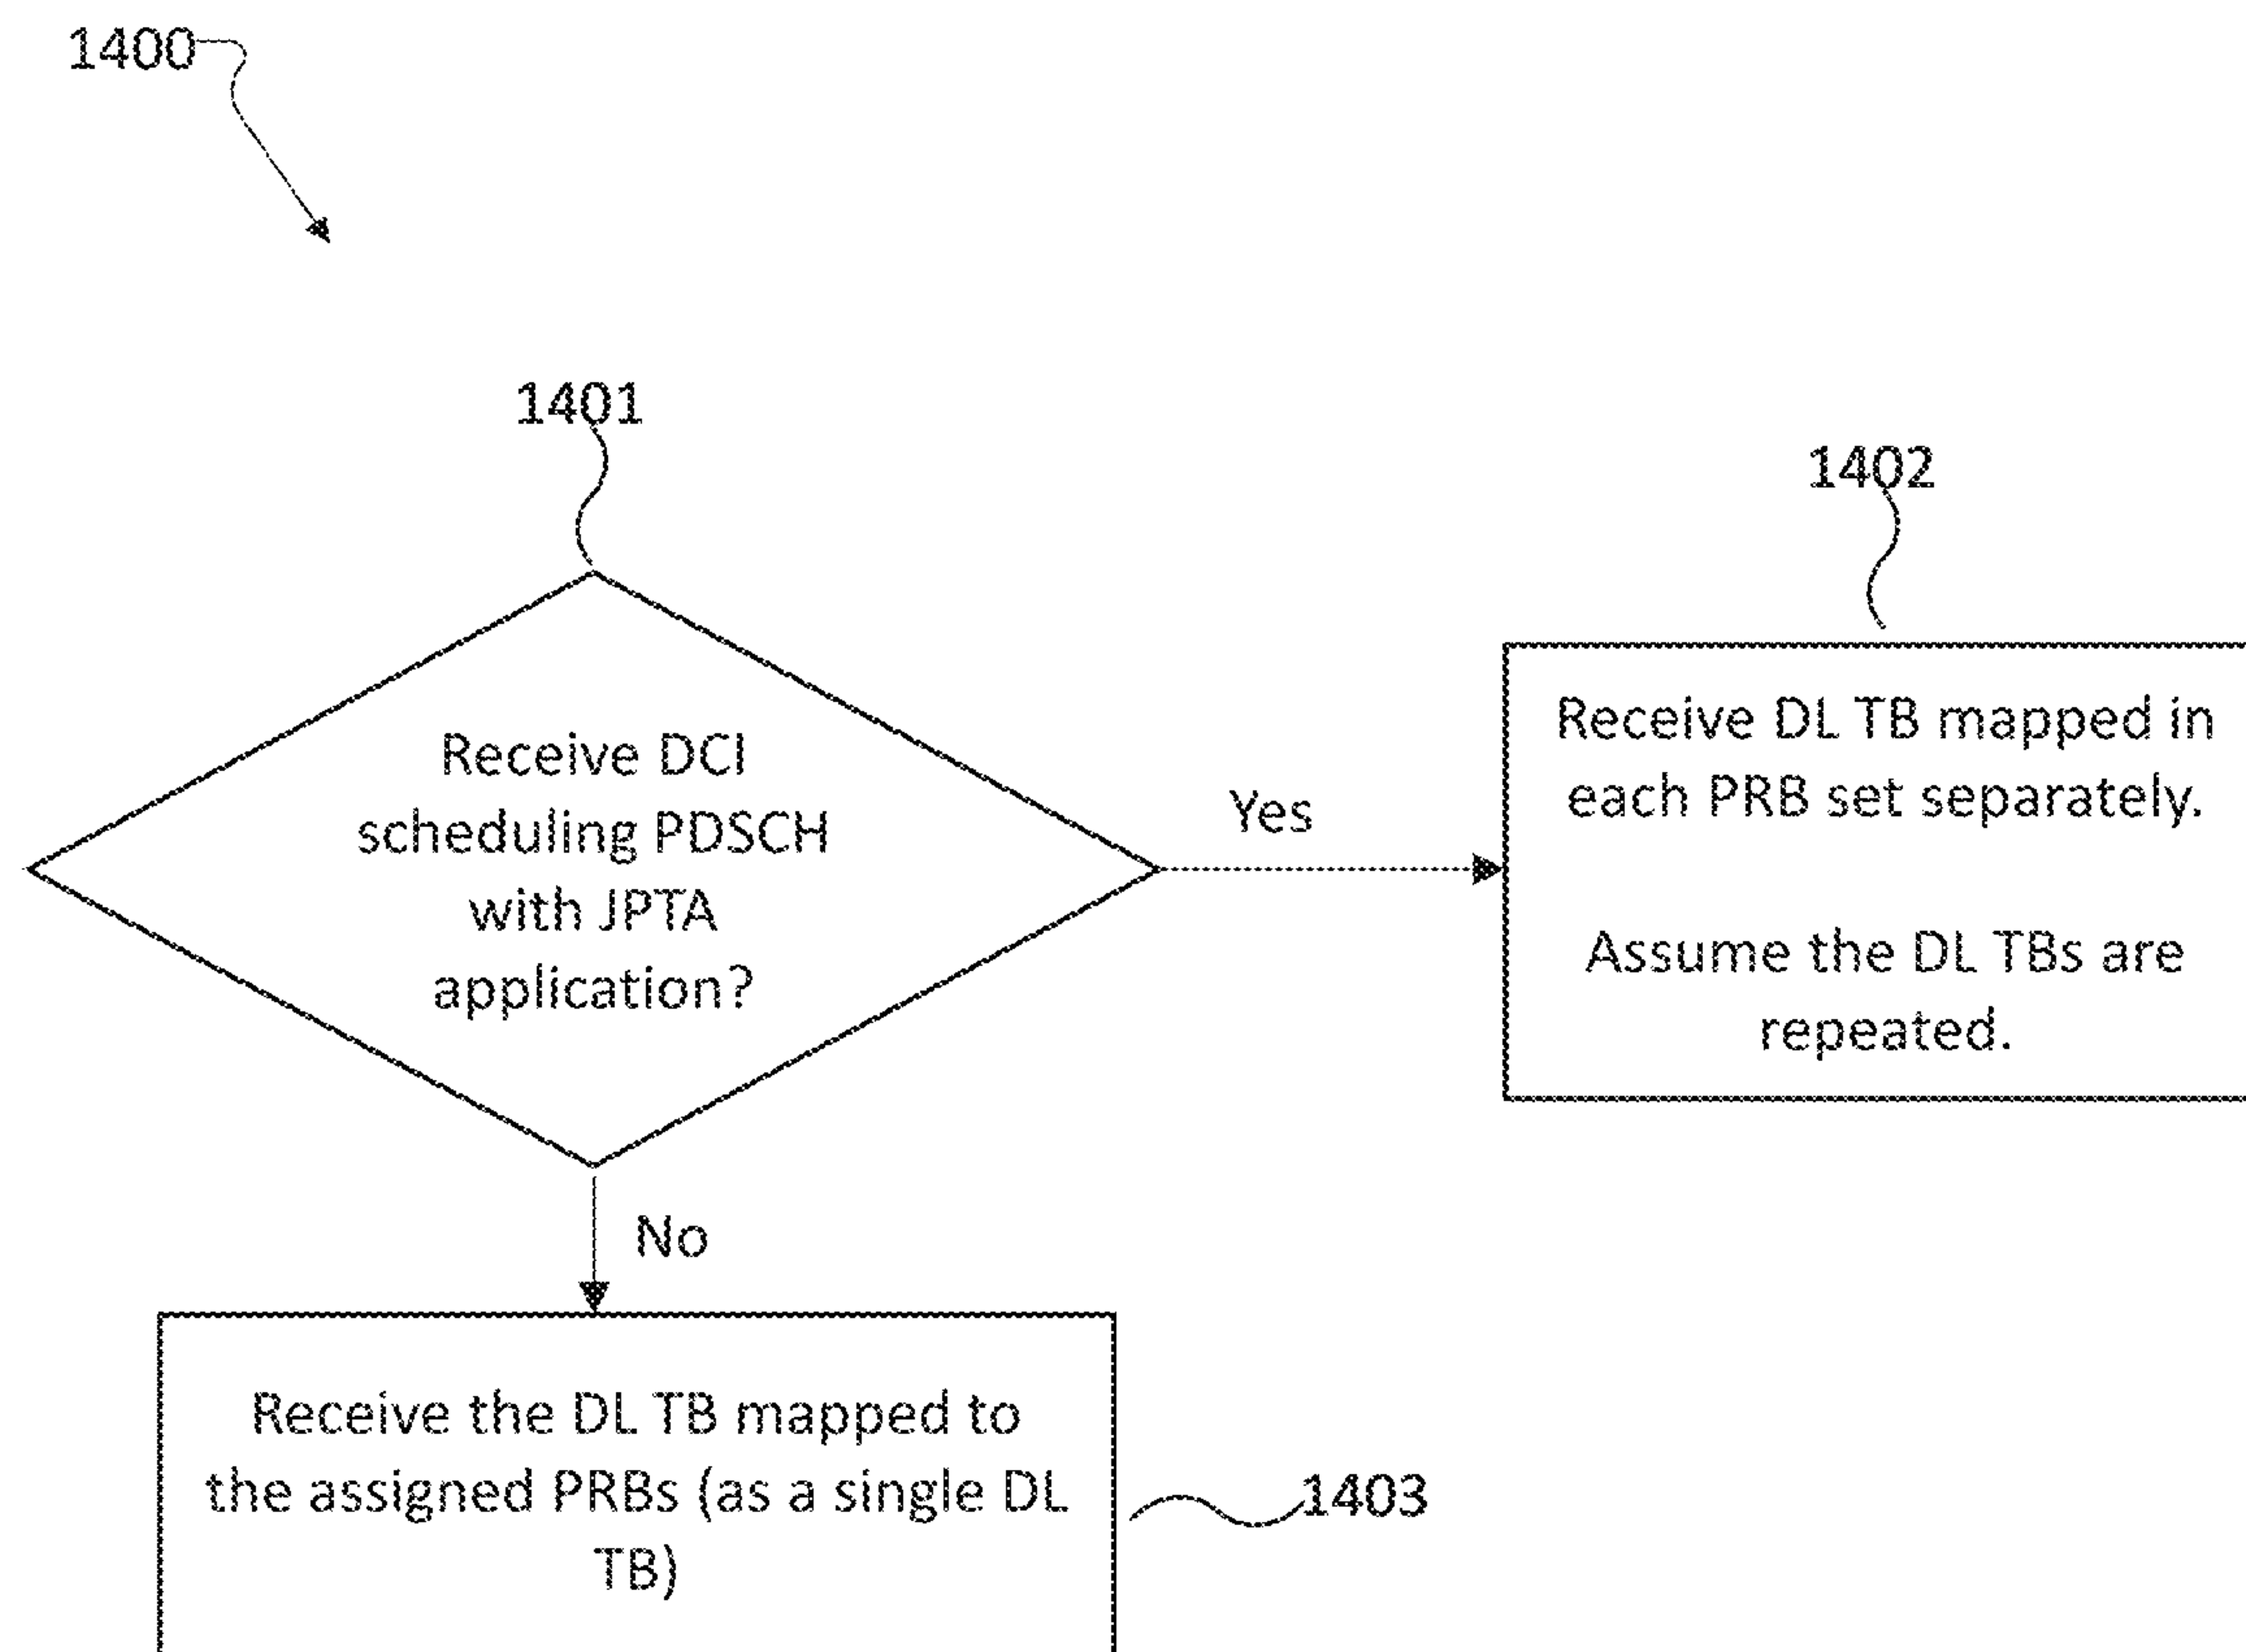 1400
1401
1402
Receive DCI
scheduling PDSCH
with JPTA
application?
Yes
Receive DL TB mapped in
each PRB set separately.
Assume the DL TBs are
repeated.
No
Receive the DL TB mapped to
the assigned PRBs (as a single DL
TB)
1403